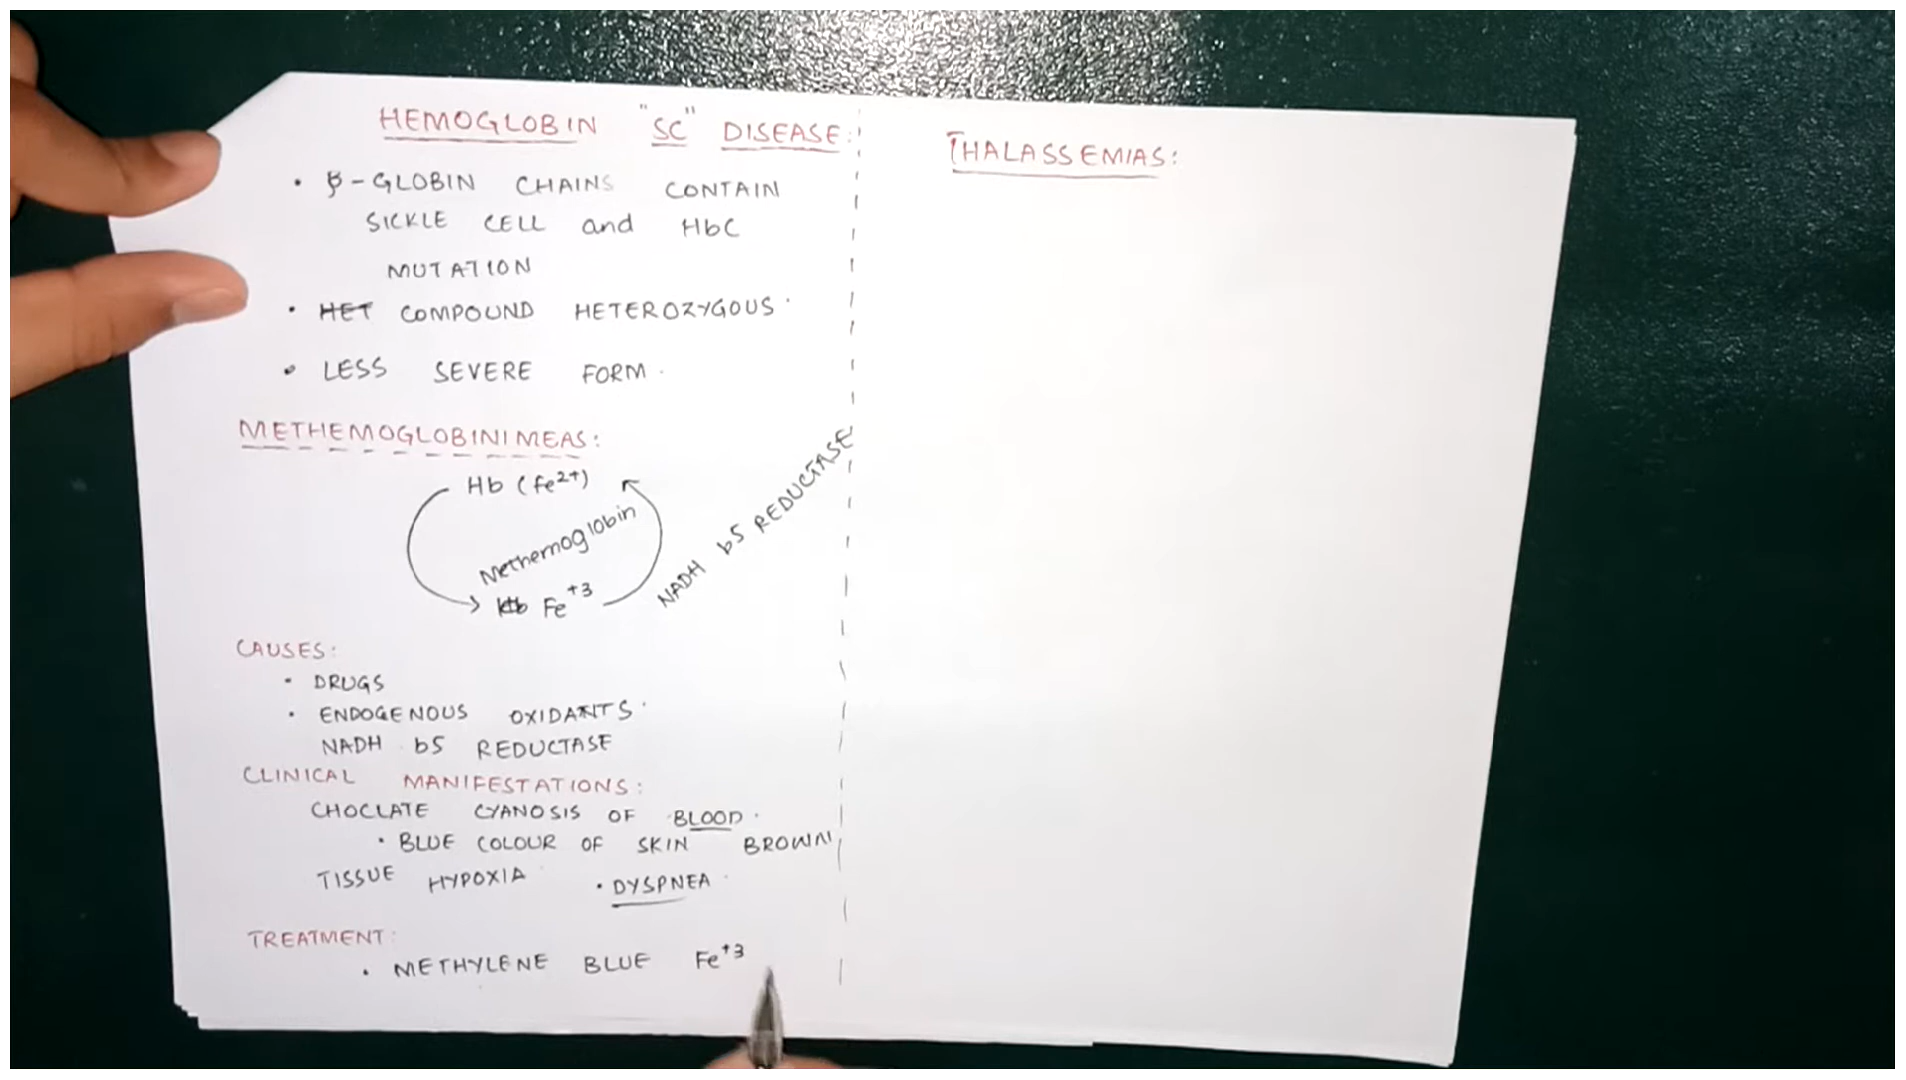 HEMOGLOBIN "SC" DISEASE:
• β-GLOBIN CHAINS CONTAIN
SICKLE CELL and HbC
MUTATION
• HET COMPOUND HETEROZYGOUS.
• LESS SEVERE FORM.
METHEMOGLOBINIMEAS:
Hb (fe2+)
Methemoglobin
Hb Fe+3
NADH b5 REDUCTASE
CAUSES:
• DRUGS
• ENDOGENOUS OXIDANTS.
NADH b5 REDUCTASE
CLINICAL MANIFESTATIONS:
CHOCLATE CYANOSIS OF BLOOD.
• BLUE COLOUR OF SKIN BROWN
TISSUE HYPOXIA • DYSPNEA
TREATMENT:
• METHYLENE BLUE Fe+3
THALASSEMIAS: